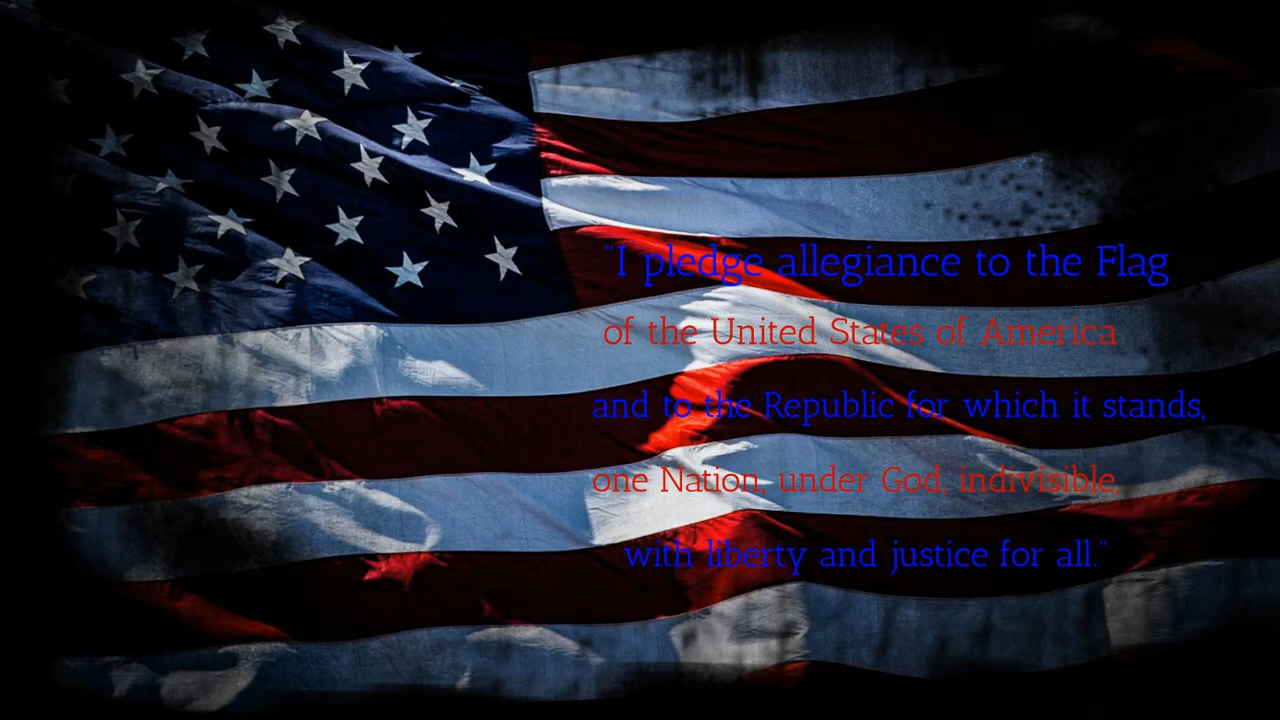 "I pledge allegiance to the Flag
of the United States of America
and to the Republic for which it stands,
one Nation, under God, indivisible,
with liberty and justice for all."